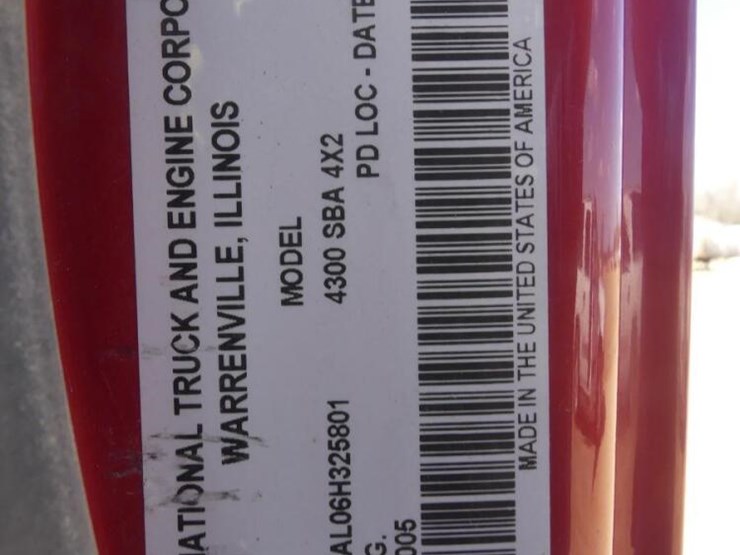 NATIONAL TRUCK AND ENGINE CORPO
WARRENVILLE, ILLINOIS
MODEL
AL06H325801 4300 SBA 4X2
G. PD LOC - DATE
005
MADE IN THE UNITED STATES OF AMERICA